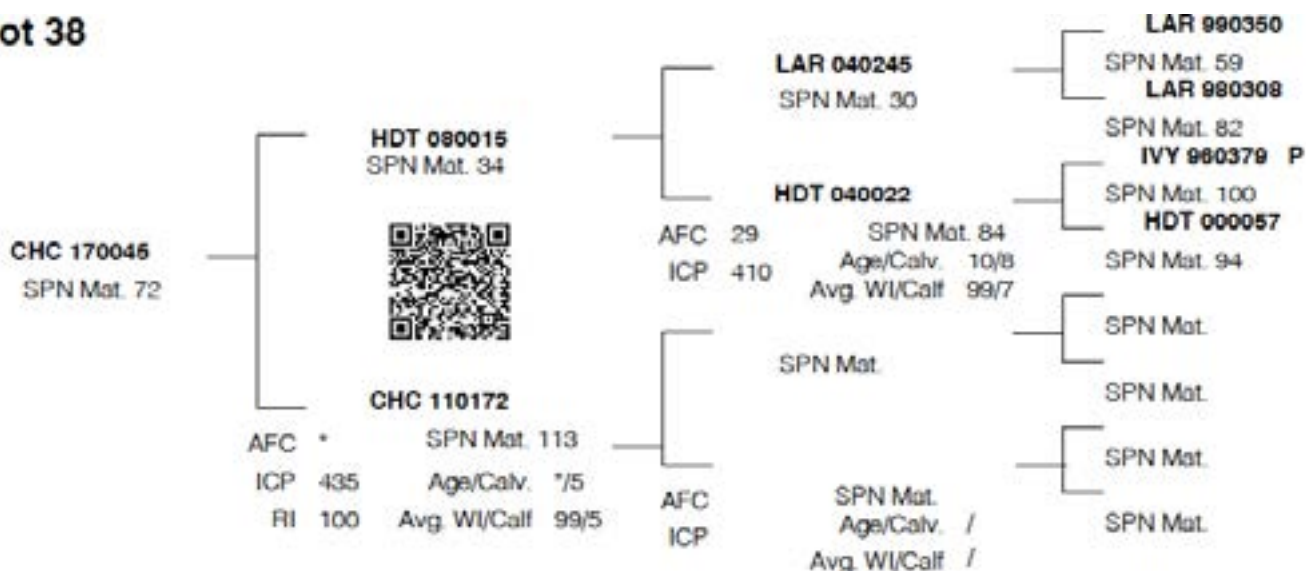 ot 38
LAR 990350
LAR 040245
SPN Mat. 59
SPN Mat. 30
LAR 980308
HDT 080015
SPN Mat. 82
SPN Mat. 34
IVY 960379 P
HDT 040022
SPN Mat. 100
AFC 29 SPN Mat. 84
HDT 000057
CHC 170045
ICP 410 Age/Calv. 10/8
SPN Mat. 94
SPN Mat. 72
Avg. WI/Calf 99/7
SPN Mat.
SPN Mat.
SPN Mat.
CHC 110172
AFC * SPN Mat. 113
SPN Mat.
ICP 435 Age/Calv. */5
AFC SPN Mat.
RI 100 Avg. WI/Calf 99/5
ICP Age/Calv. /
SPN Mat.
Avg. WI/Calf /